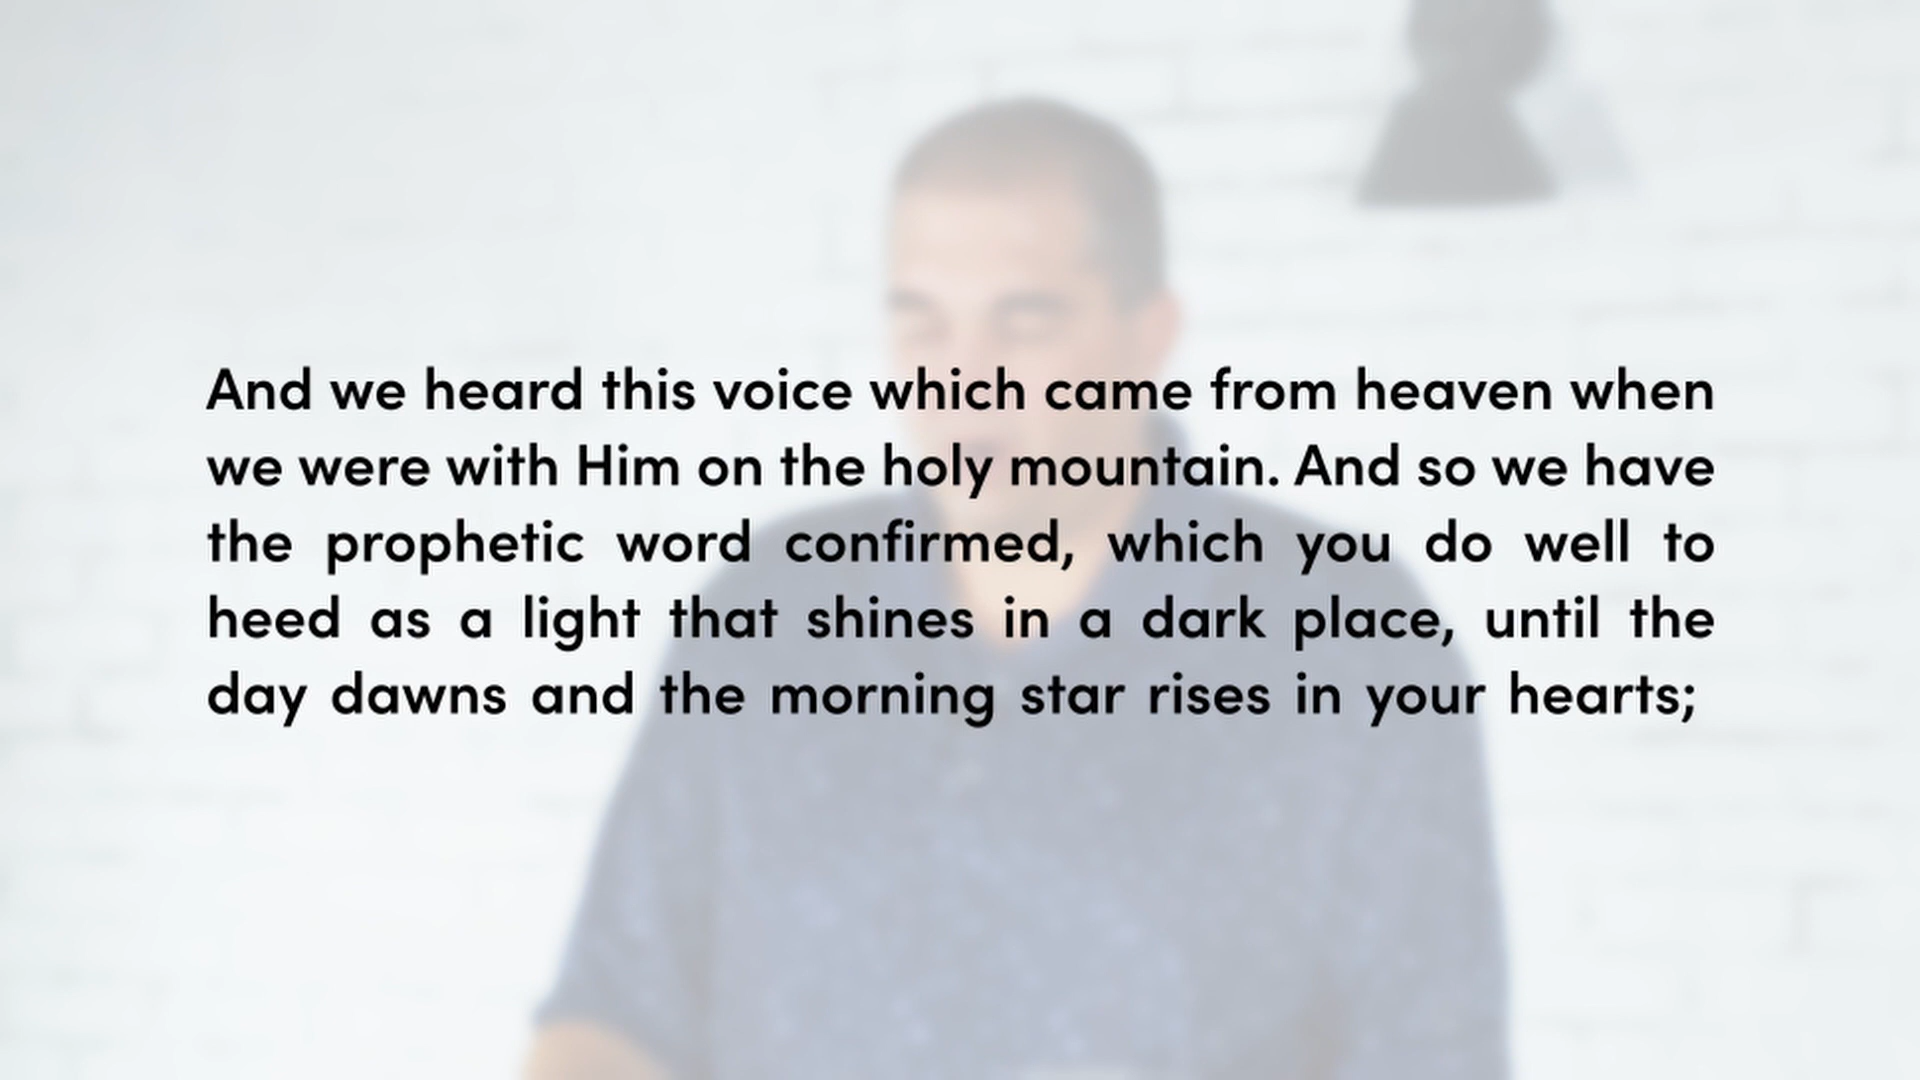 And we heard this voice which came from heaven when
we were with Him on the holy mountain. And so we have
the prophetic word confirmed, which you do well to
heed as a light that shines in a dark place, until the
day dawns and the morning star rises in your hearts;